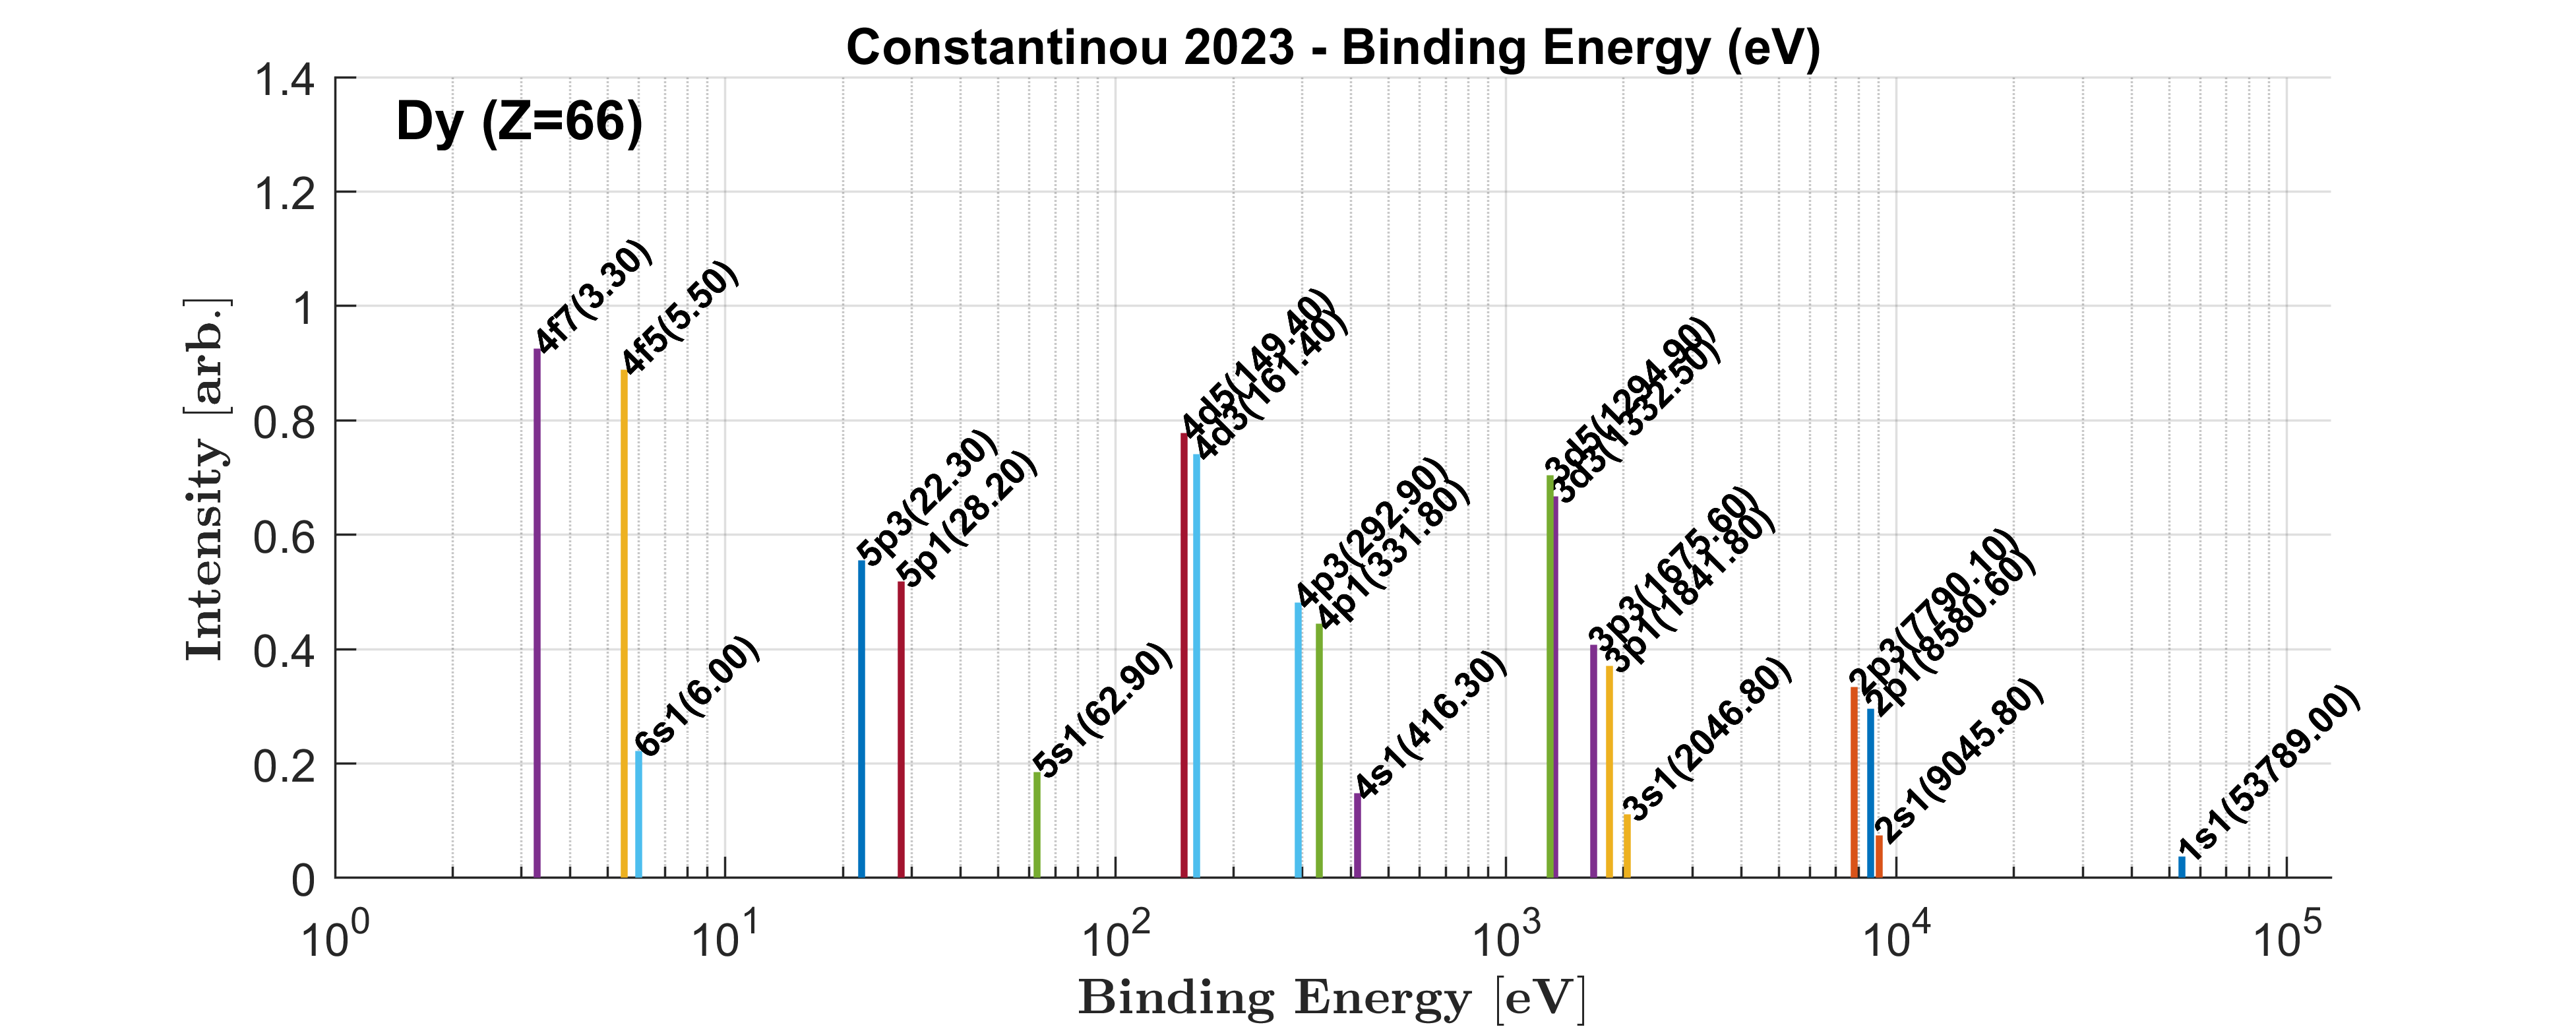 Constantinou 2023 - Binding Energy (eV)
Dy (Z=66)
Intensity [arb.]
1.4
1.2
1
0.8
0.6
0.4
0.2
0
4f7(3.30)
4f5(5.50)
6s1(6.00)
5p3(22.30)
5p1(28.20)
5s1(62.90)
4d5(149.40)
4d3(161.40)
4p3(292.90)
4p1(331.80)
4s1(416.30)
3d5(1294.90)
3d3(1332.50)
3p3(1675.60)
3p1(1841.80)
3s1(2046.80)
2p3(7790.10)
2p1(8580.60)
2s1(9045.80)
1s1(53789.00)
10^0
10^1
10^2
10^3
10^4
10^5
Binding Energy [eV]